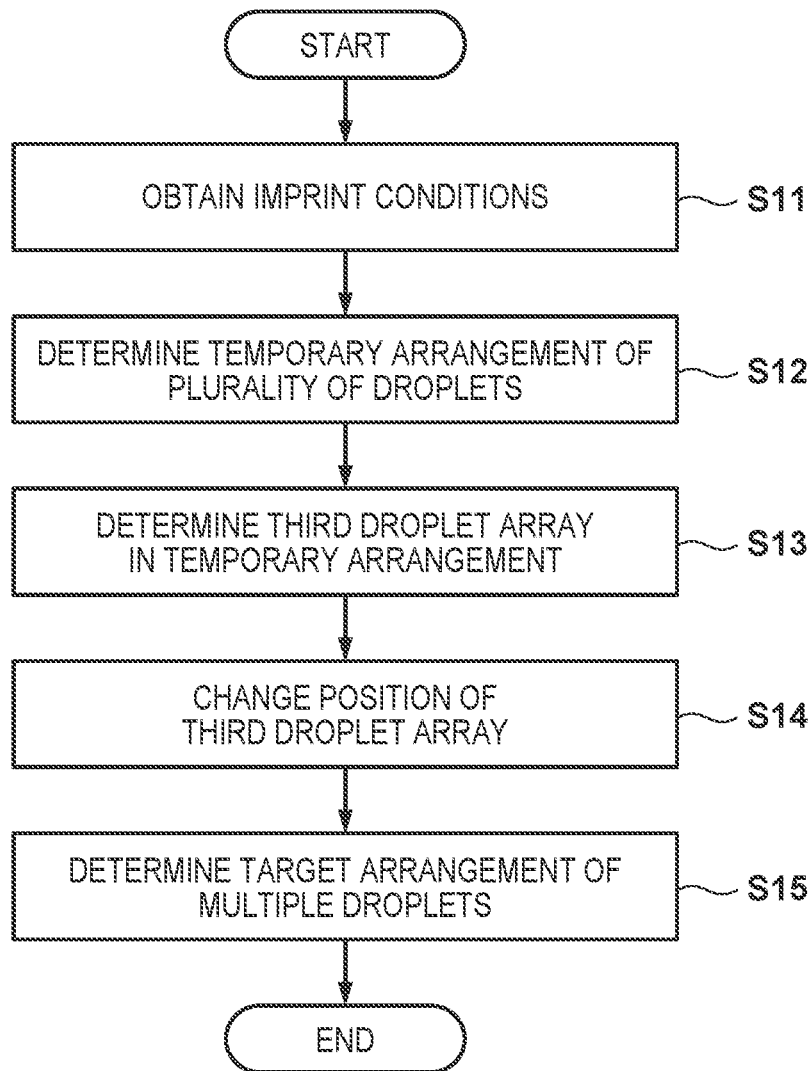 START
OBTAIN IMPRINT CONDITIONS
S11
DETERMINE TEMPORARY ARRANGEMENT OF
PLURALITY OF DROPLETS
S12
DETERMINE THIRD DROPLET ARRAY
IN TEMPORARY ARRANGEMENT
S13
CHANGE POSITION OF
THIRD DROPLET ARRAY
S14
DETERMINE TARGET ARRANGEMENT OF
MULTIPLE DROPLETS
S15
END